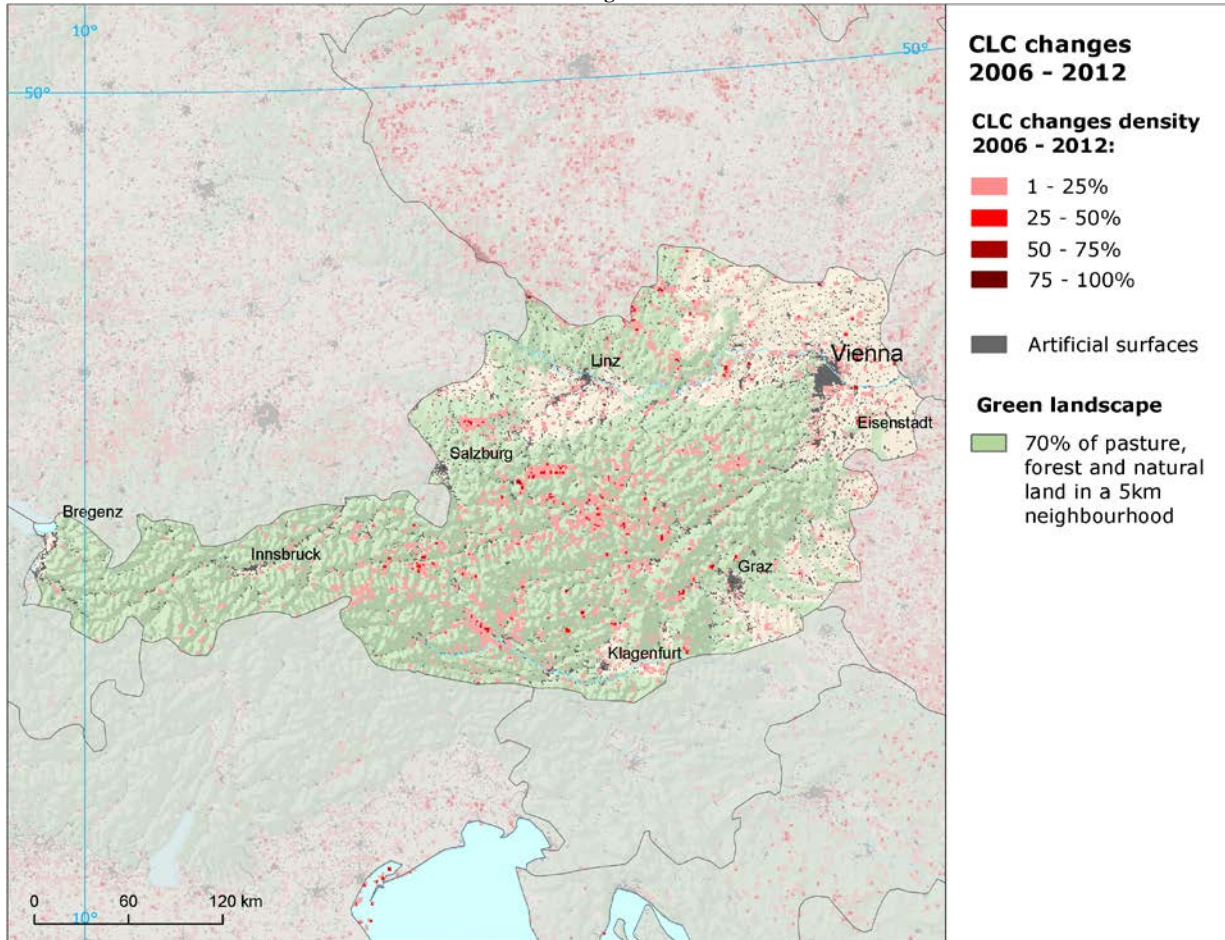 10°
50°
50°
Linz
Vienna
Eisenstadt
Salzburg
Bregenz
Innsbruck
Graz
Klagenfurt
0 60 120 km
10°
CLC changes
2006 - 2012
CLC changes density
2006 - 2012:
1 - 25%
25 - 50%
50 - 75%
75 - 100%
Artificial surfaces
Green landscape
70% of pasture,
forest and natural
land in a 5km
neighbourhood